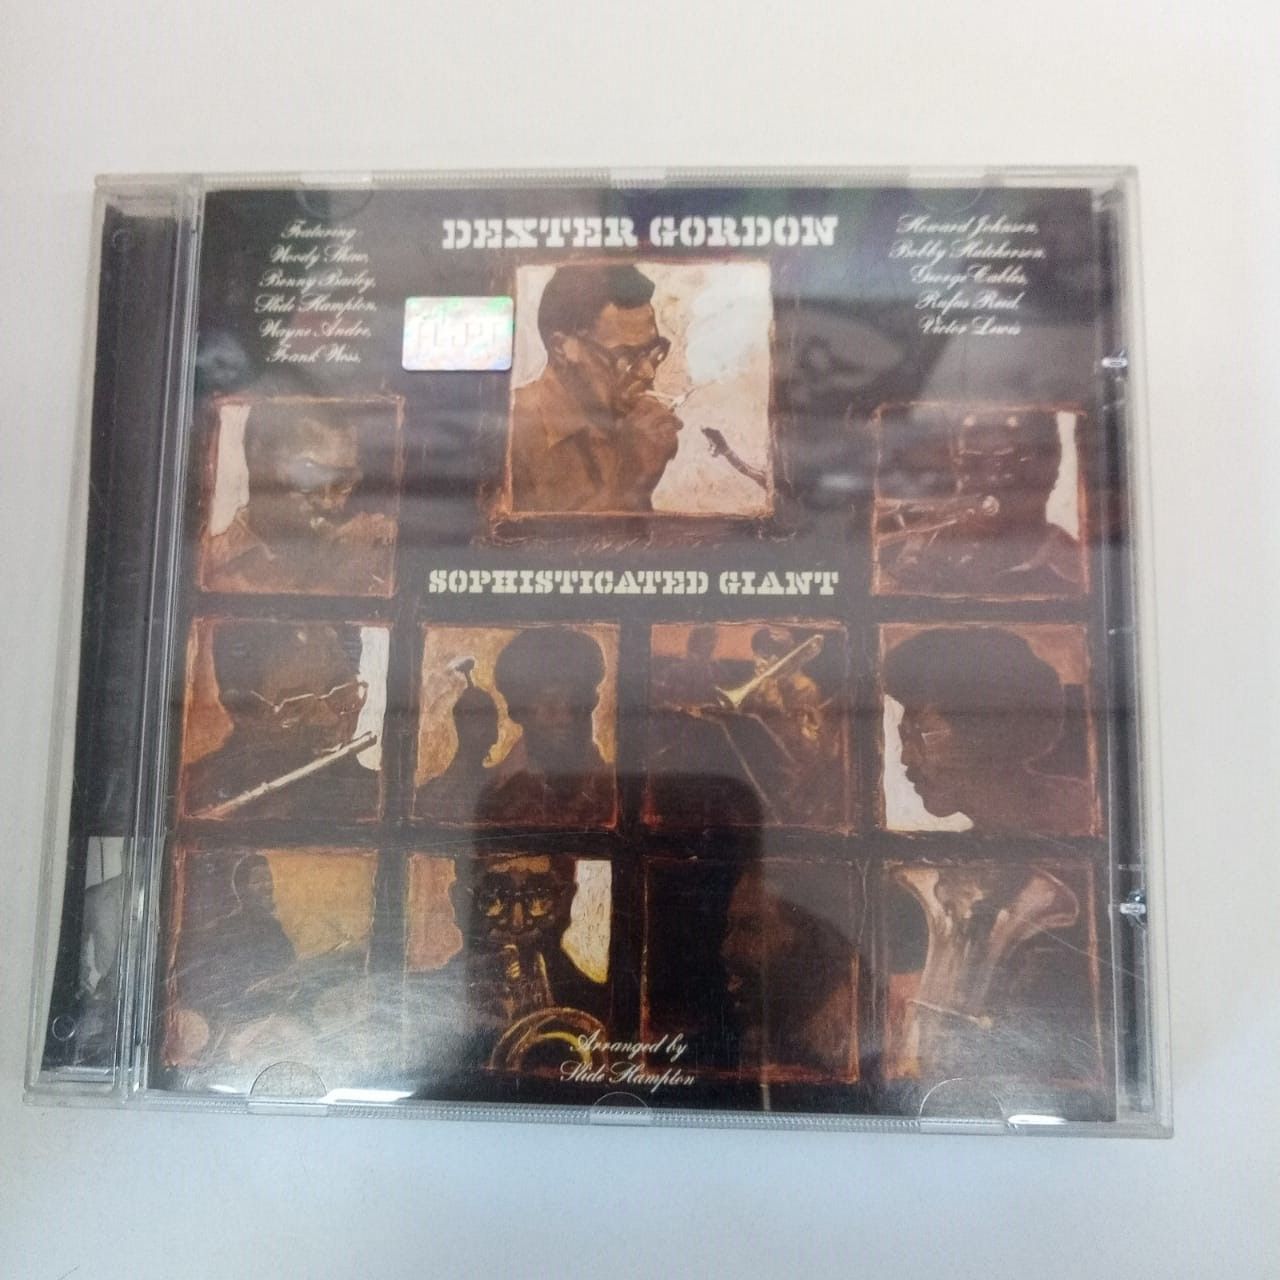 DEXTER GORDON
Featuring
Woody Shaw,
Benny Bailey,
Slide Hampton,
Wayne Andre,
Frank Wess,
Howard Johnson,
Bobby Hutcherson,
George Cables,
Rufus Reid,
Victor Lewis
SOPHISTICATED GIANT
Arranged by
Slide Hampton